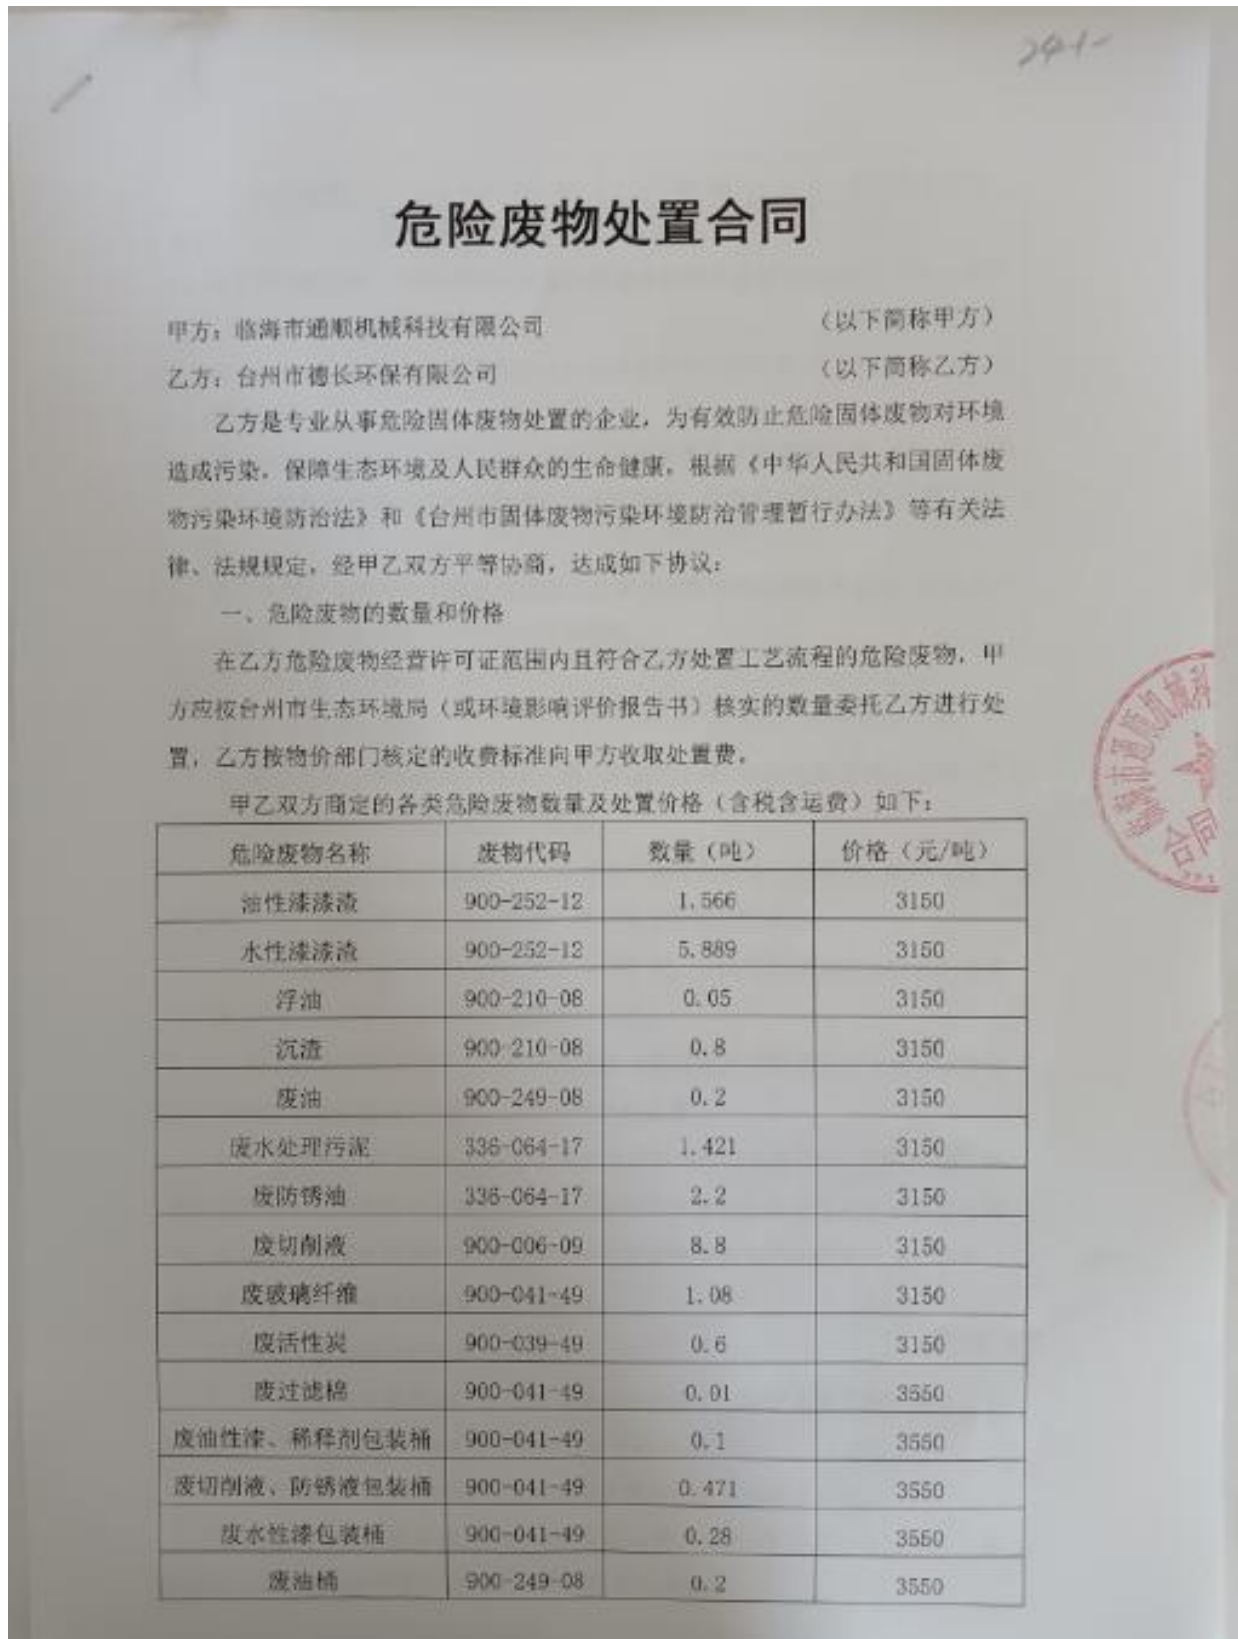 危险废物处置合同
甲方：临海市通顺机械科技有限公司 （以下简称甲方）
乙方：台州市德长环保有限公司 （以下简称乙方）
乙方是专业从事危险固体废物处置的企业，为有效防止危险固体废物对环境
造成污染，保障生态环境及人民群众的生命健康，根据《中华人民共和国固体废
物污染环境防治法》和《台州市固体废物污染环境防治管理暂行办法》等有关法
律、法规规定，经甲乙双方平等协商，达成如下协议：
一、危险废物的数量和价格
在乙方危险废物经营许可证范围内且符合乙方处置工艺流程的危险废物，甲
方应按台州市生态环境局（或环境影响评价报告书）核实的数量委托乙方进行处
置，乙方按物价部门核定的收费标准向甲方收取处置费。
甲乙双方商定的各类危险废物数量及处置价格（含税含运费）如下：
危险废物名称 废物代码 数量（吨） 价格（元/吨）
油性漆漆渣 900-252-12 1.566 3150
水性漆漆渣 900-252-12 5.889 3150
浮油 900-210-08 0.05 3150
沉渣 900-210-08 0.8 3150
废油 900-249-08 0.2 3150
废水处理污泥 336-064-17 1.421 3150
废防锈油 336-064-17 2.2 3150
废切削液 900-006-09 8.8 3150
废玻璃纤维 900-041-49 1.08 3150
废活性炭 900-039-49 0.6 3150
废过滤棉 900-041-49 0.01 3550
废油性漆、稀释剂包装桶 900-041-49 0.1 3550
废切削液、防锈液包装桶 900-041-49 0.471 3550
废水性漆包装桶 900-041-49 0.28 3550
废油桶 900-249-08 0.2 3550
临海市通顺机械科
合同